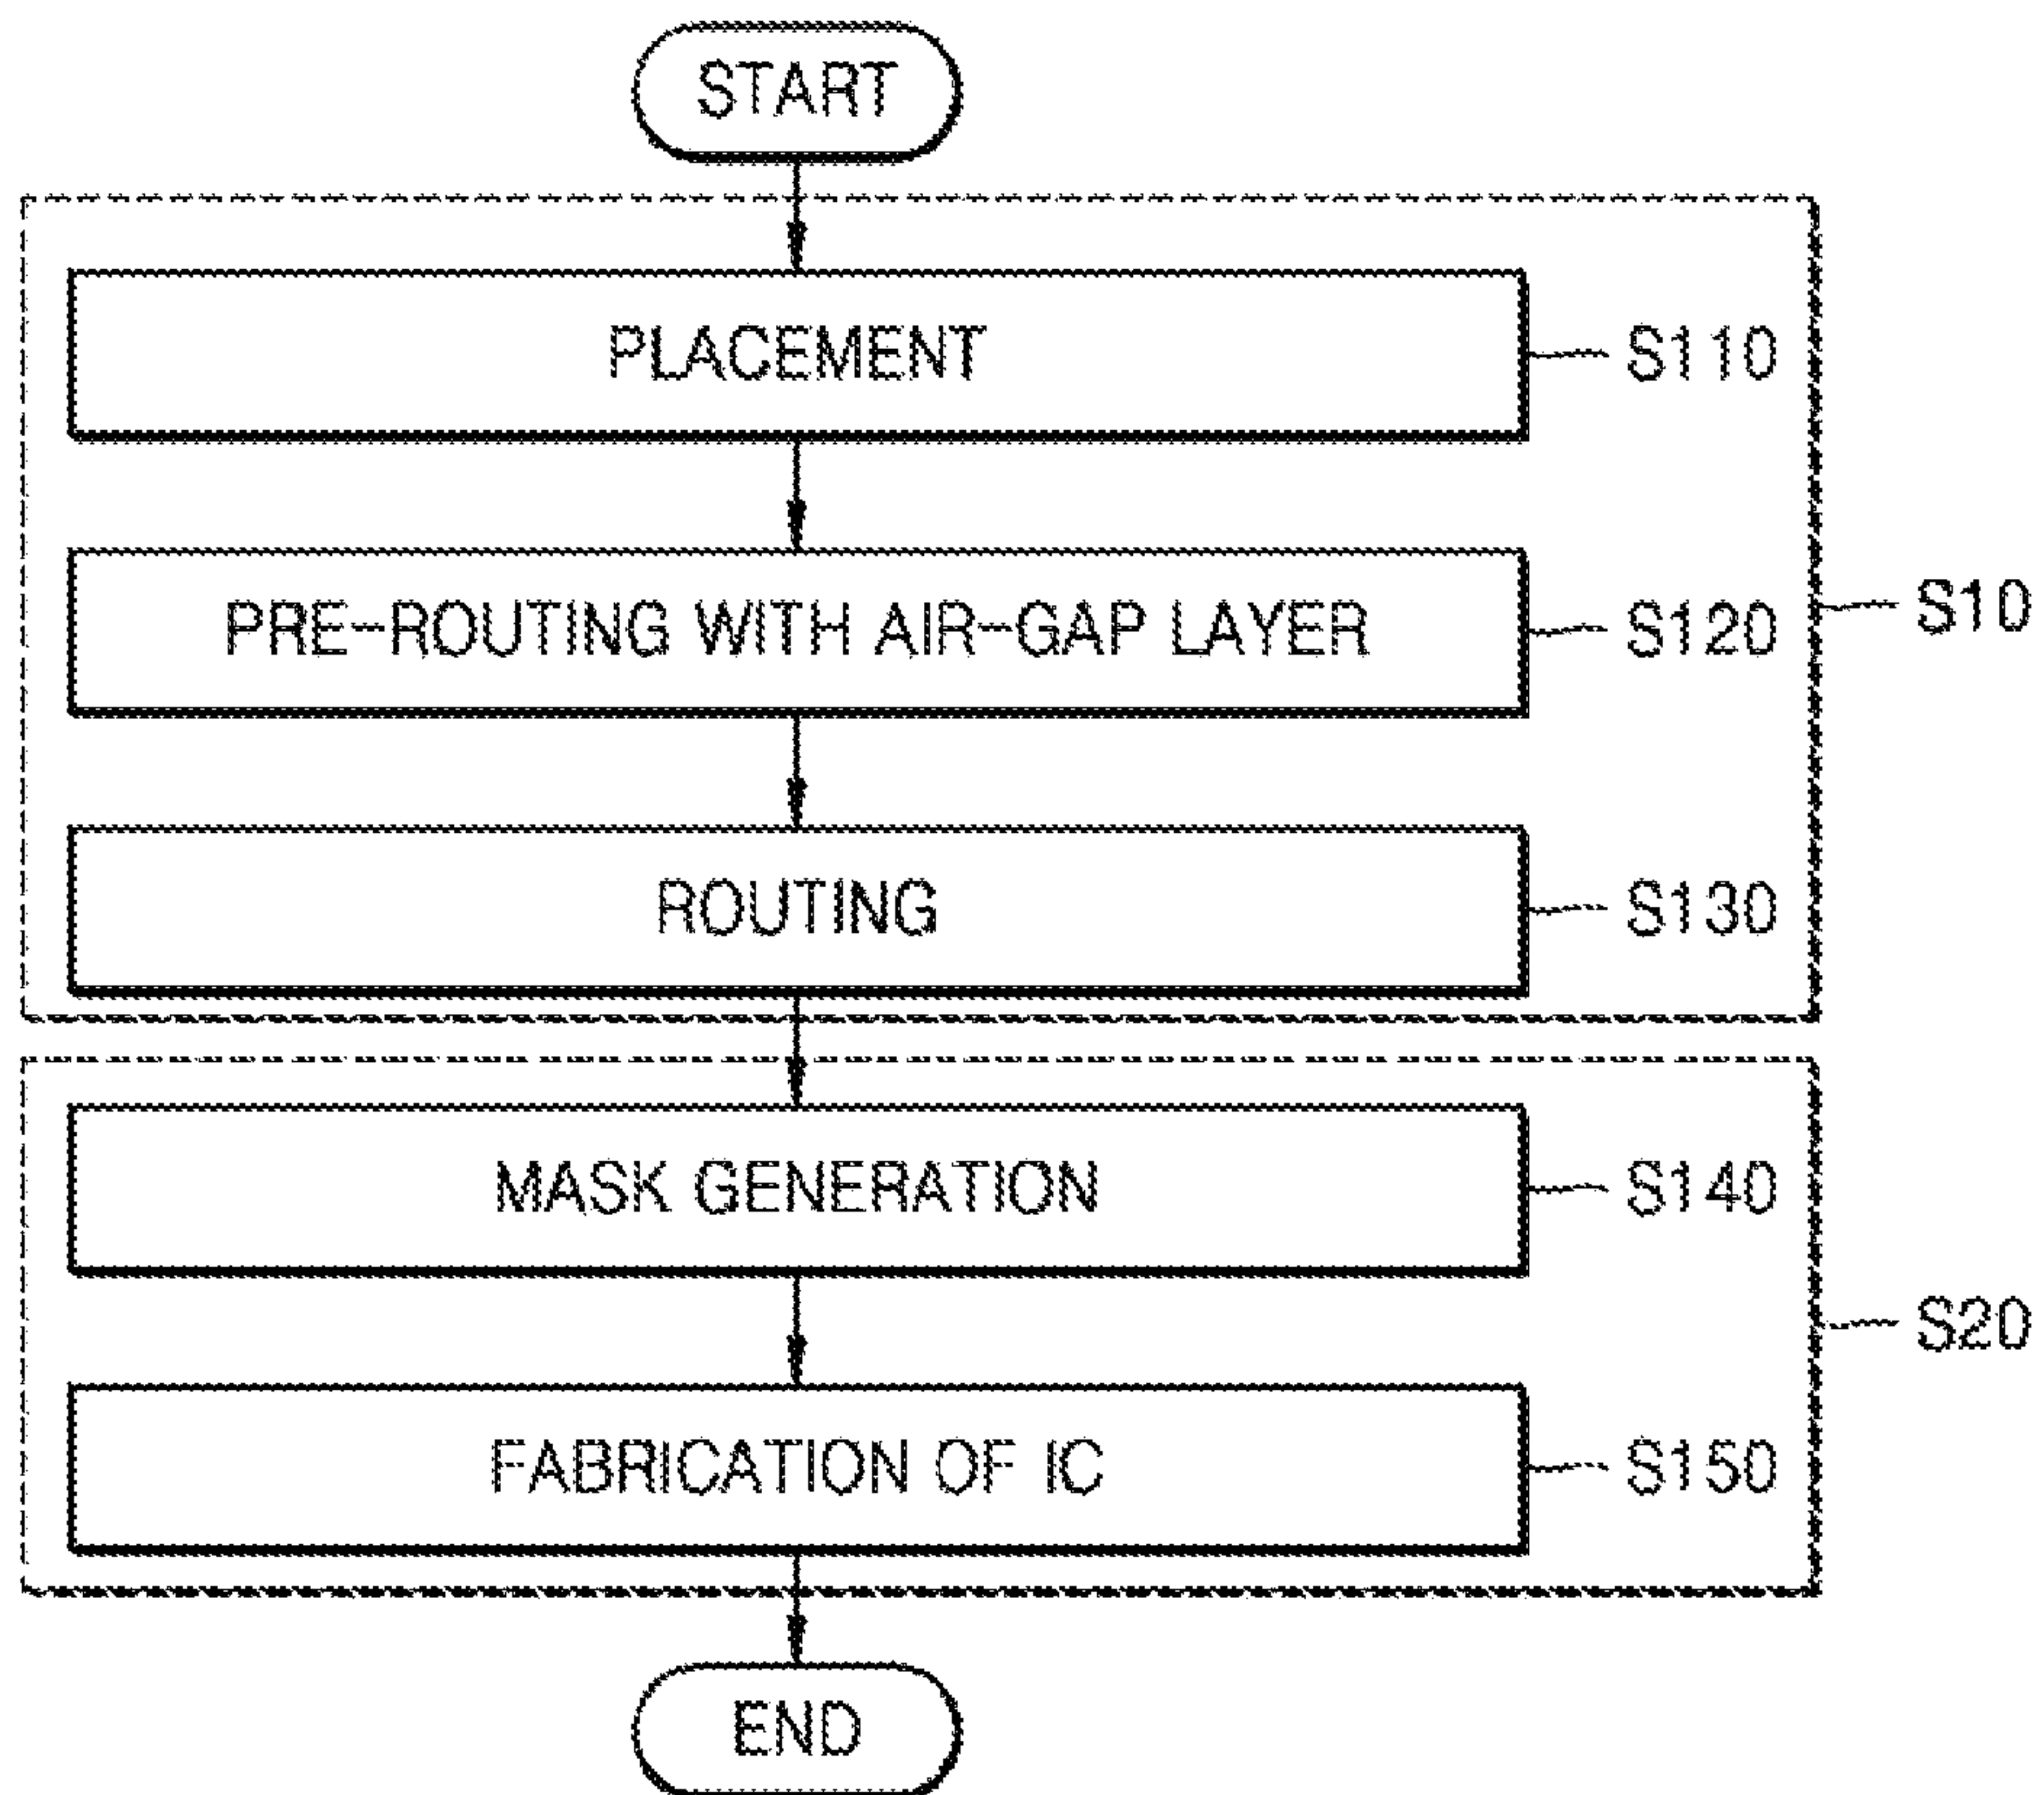 START
PLACEMENT
S110
PRE-ROUTING WITH AIR-GAP LAYER
S120
S10
ROUTING
S130
MASK GENERATION
S140
S20
FABRICATION OF IC
S150
END